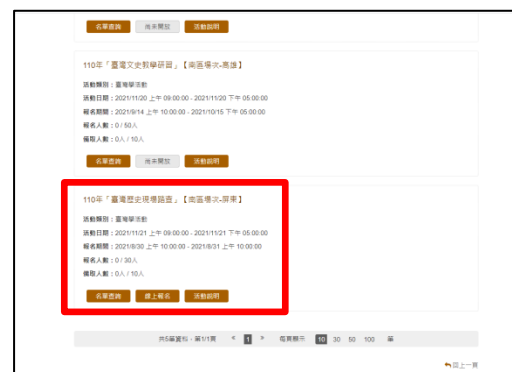 名單查詢 尚未開放 活動說明
110年「臺灣文史教學研習」【南區場次-高雄】
活動類別：臺灣學活動
活動日期：2021/11/20 上午 09:00:00 - 2021/11/20 下午 05:00:00
報名期間：2021/9/14 上午 10:00:00 - 2021/10/15 下午 05:00:00
報名人數：0 / 50人
備取人數：0人 / 10人
名單查詢 尚未開放 活動說明
110年「臺灣歷史現場踏查」【南區場次-屏東】
活動類別：臺灣學活動
活動日期：2021/11/21 上午 09:00:00 - 2021/11/21 下午 05:00:00
報名期間：2021/8/30 上午 10:00:00 - 2021/8/31 上午 10:00:00
報名人數：0 / 30人
備取人數：0人 / 10人
名單查詢 線上報名 活動說明
共5筆資料，第1/1頁 « 1 » 每頁顯示 10 30 50 100 筆
回上一頁